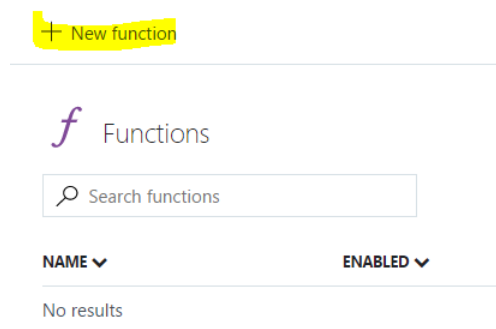 + New function
f Functions
Search functions
NAME ENABLED
No results